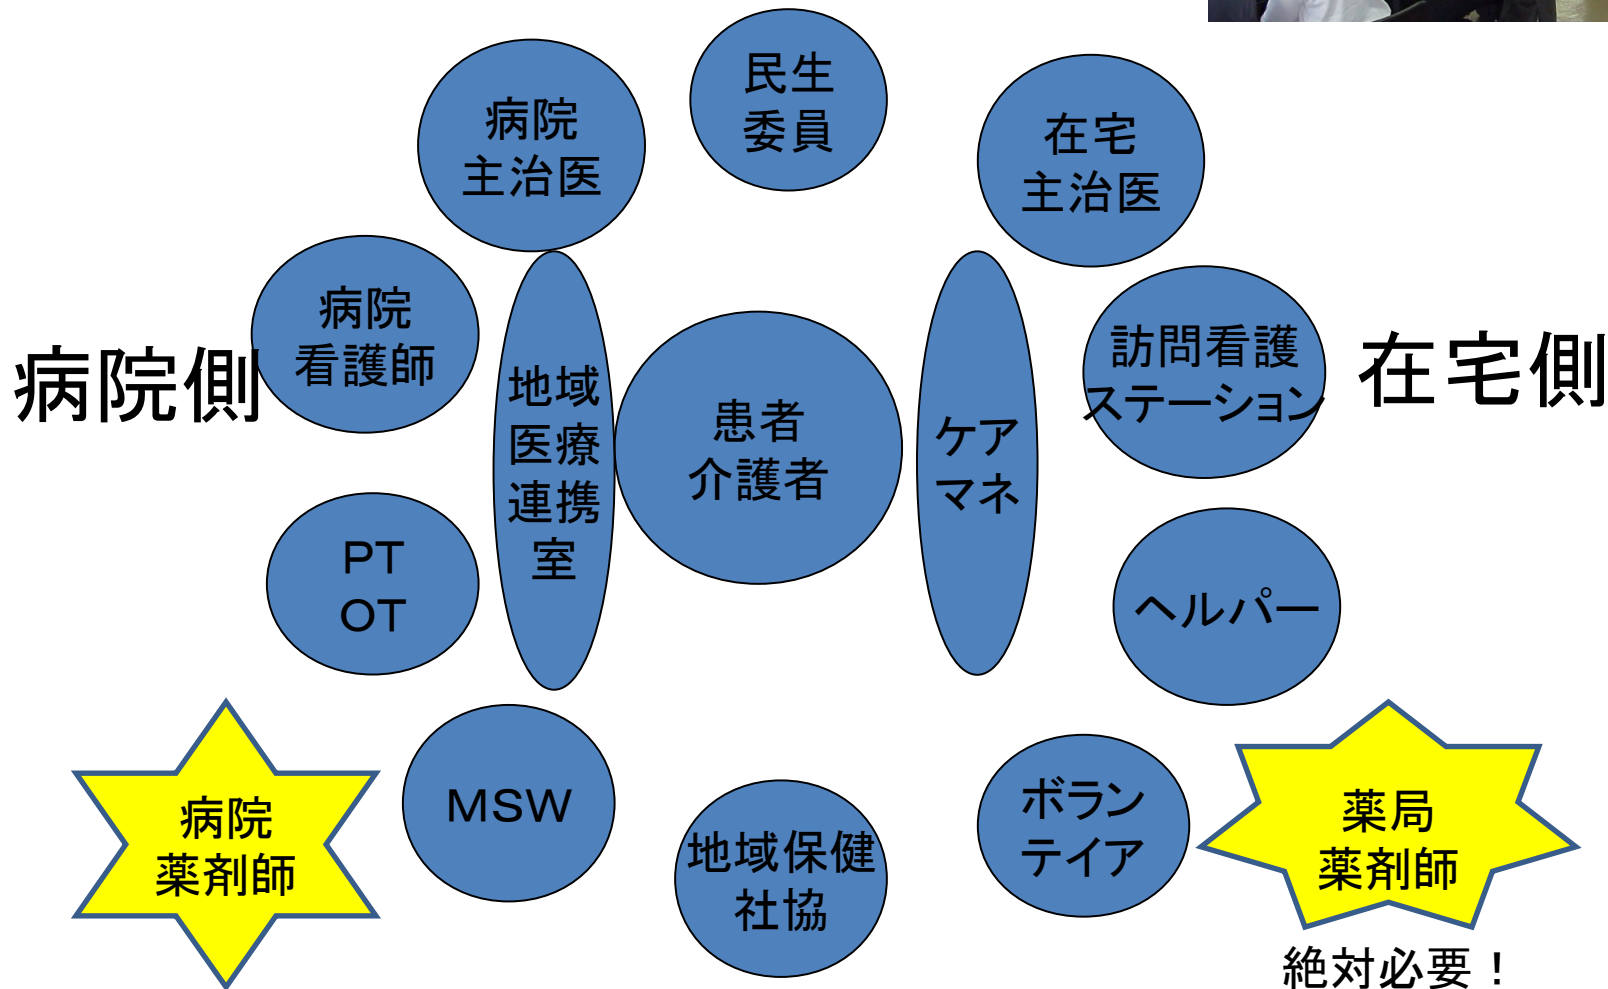 民生
委員
病院
主治医
在宅
主治医
病院
看護師
訪問看護
ステーション
病院側
在宅側
地域
医療
連携
室
患者
介護者
ケア
マネ
PT
OT
ヘルパー
病院
薬剤師
MSW
地域保健
社協
ボラン
テイア
薬局
薬剤師
絶対必要!